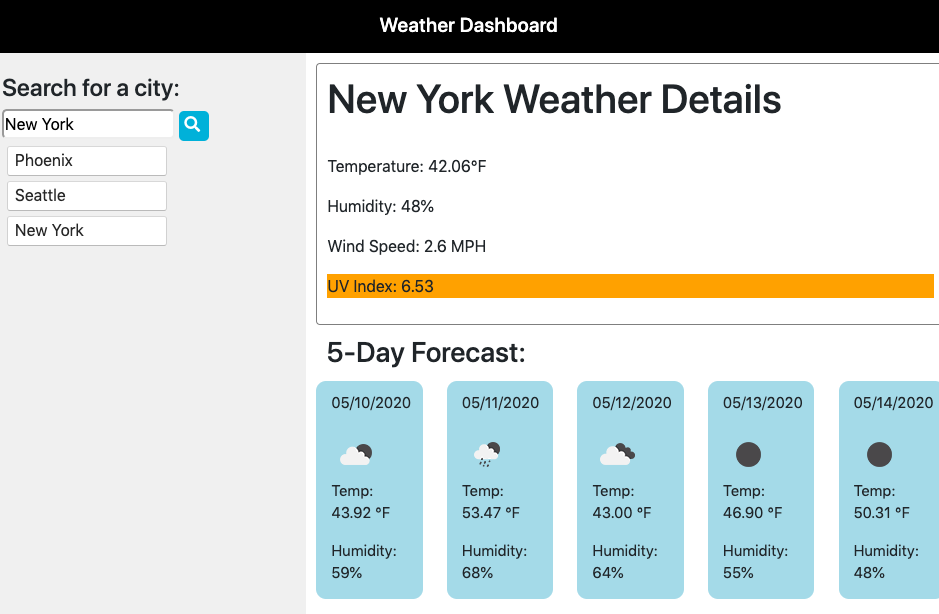 Weather Dashboard
Search for a city:
New York
Phoenix
Seattle
New York
New York Weather Details
Temperature: 42.06°F
Humidity: 48%
Wind Speed: 2.6 MPH
UV Index: 6.53
5-Day Forecast:
05/10/2020
Temp:
43.92 °F
Humidity:
59%
05/11/2020
Temp:
53.47 °F
Humidity:
68%
05/12/2020
Temp:
43.00 °F
Humidity:
64%
05/13/2020
Temp:
46.90 °F
Humidity:
55%
05/14/2020
Temp:
50.31 °F
Humidity:
48%